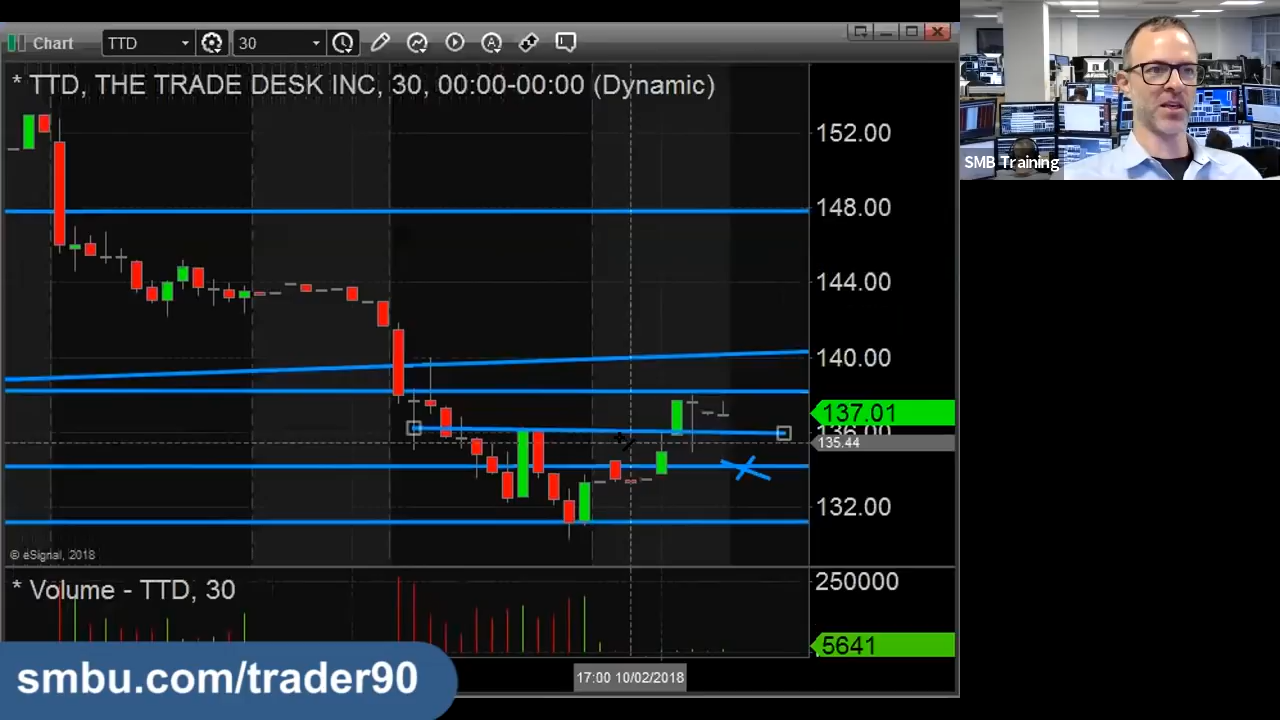 Chart TTD 30
* TTD, THE TRADE DESK INC, 30, 00:00-00:00 (Dynamic)
152.00
148.00
144.00
140.00
137.01
136.00
135.44
132.00
© eSignal, 2018
* Volume - TTD, 30
250000
5641
17:00 10/02/2018
smbu.com/trader90
SMB Training